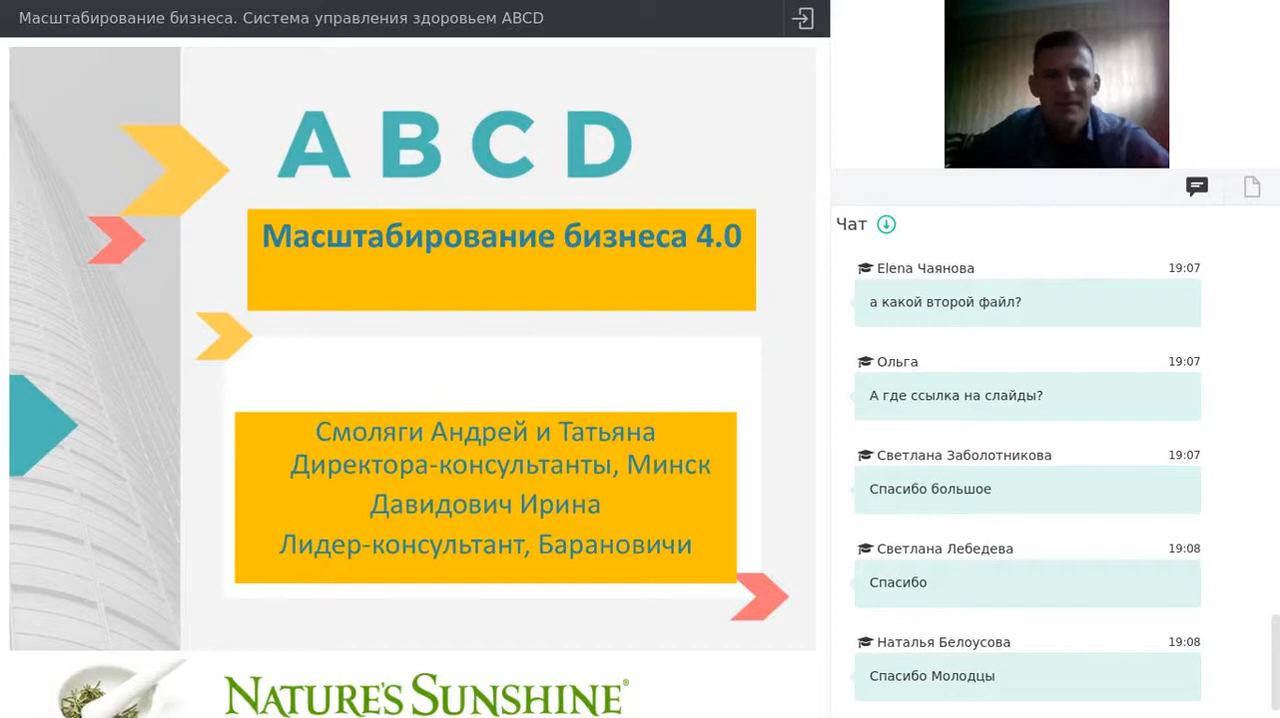 Масштабирование бизнеса. Система управления здоровьем ABCD
A B C D
Масштабирование бизнеса 4.0
Смоляги Андрей и Татьяна
Директора-консультанты, Минск
Давидович Ирина
Лидер-консультант, Барановичи
NATURE'S SUNSHINE®
Чат
Elena Чаянова 19:07
а какой второй файл?
Ольга 19:07
А где ссылка на слайды?
Светлана Заболотникова 19:07
Спасибо большое
Светлана Лебедева 19:08
Спасибо
Наталья Белоусова 19:08
Спасибо Молодцы